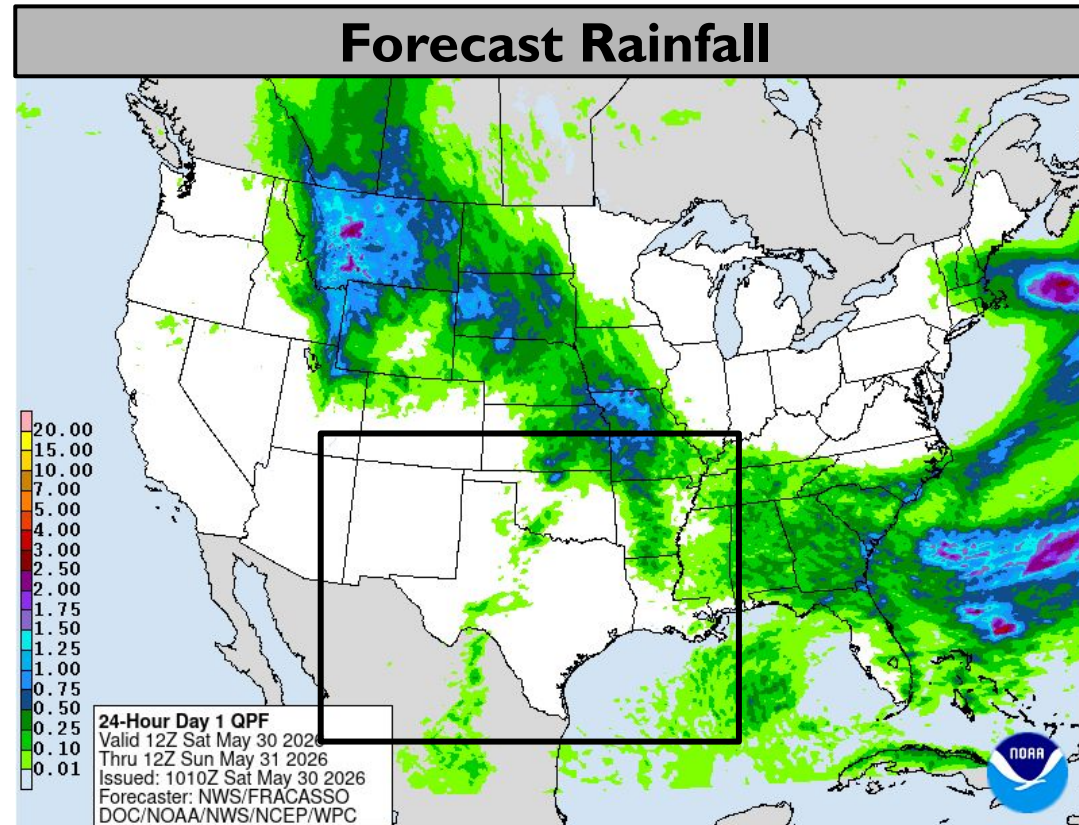 Forecast Rainfall
20.00
15.00
10.00
7.00
5.00
4.00
3.00
2.50
2.00
1.75
1.50
1.25
1.00
0.75
0.50
0.25
0.10
0.01
24-Hour Day 1 QPF
Valid 12Z Sat May 30 2026
Thru 12Z Sun May 31 2026
Issued: 1010Z Sat May 30 2026
Forecaster: NWS/FRACASSO
DOC/NOAA/NWS/NCEP/WPC
NOAA